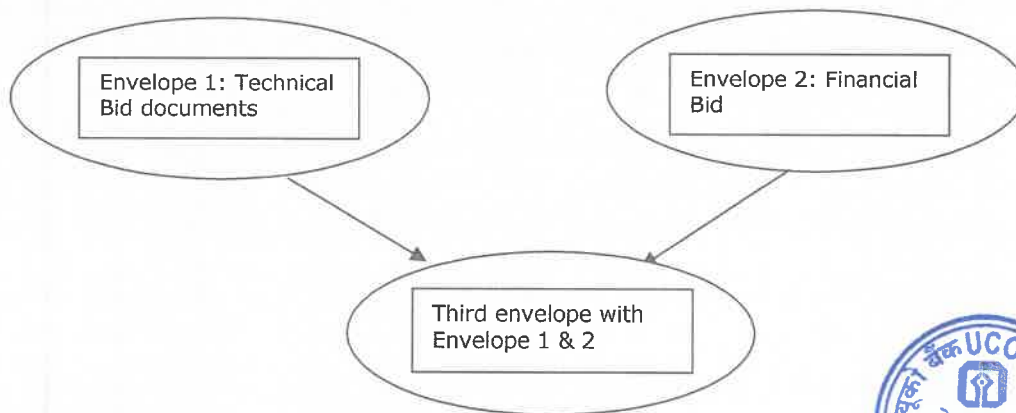 Envelope 1: Technical
Bid documents
Envelope 2: Financial
Bid
Third envelope with
Envelope 1 & 2
यूको बैंक UCO